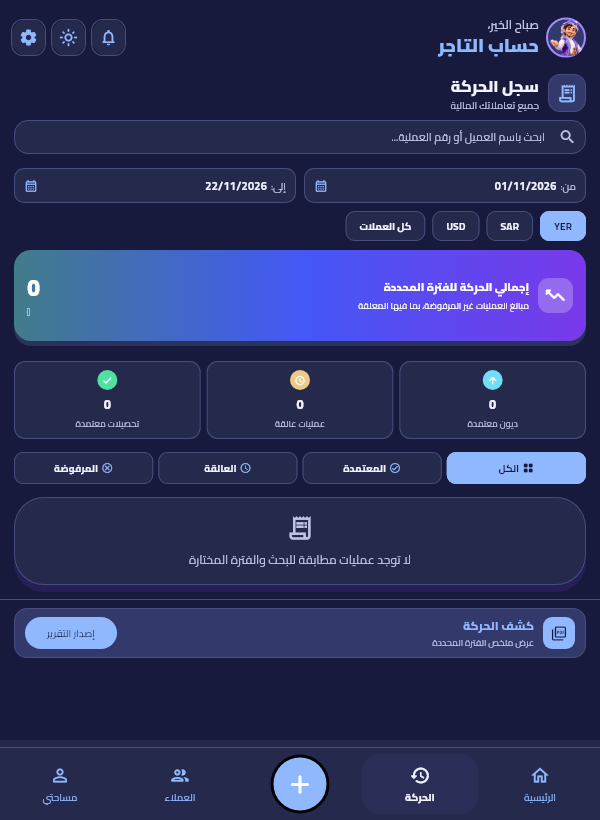 صباح الخير،
حساب التاجر
سجل الحركة
جميع تعاملاتك المالية
ابحث باسم العميل أو رقم العملية...
من: 01/11/2026
إلى: 22/11/2026
YER
SAR
USD
كل العملات
إجمالي الحركة للفترة المحددة
مبالغ العمليات غير المرفوضة، بما فيها المعلقة
0
0
ديون معتمدة
0
عمليات عالقة
0
تحصيلات معتمدة
الكل
المعتمدة
العالقة
المرفوضة
لا توجد عمليات مطابقة للبحث والفترة المختارة
كشف الحركة
عرض ملخص الفترة المحددة
إصدار التقرير
الرئيسية
الحركة
العملاء
مساحتي